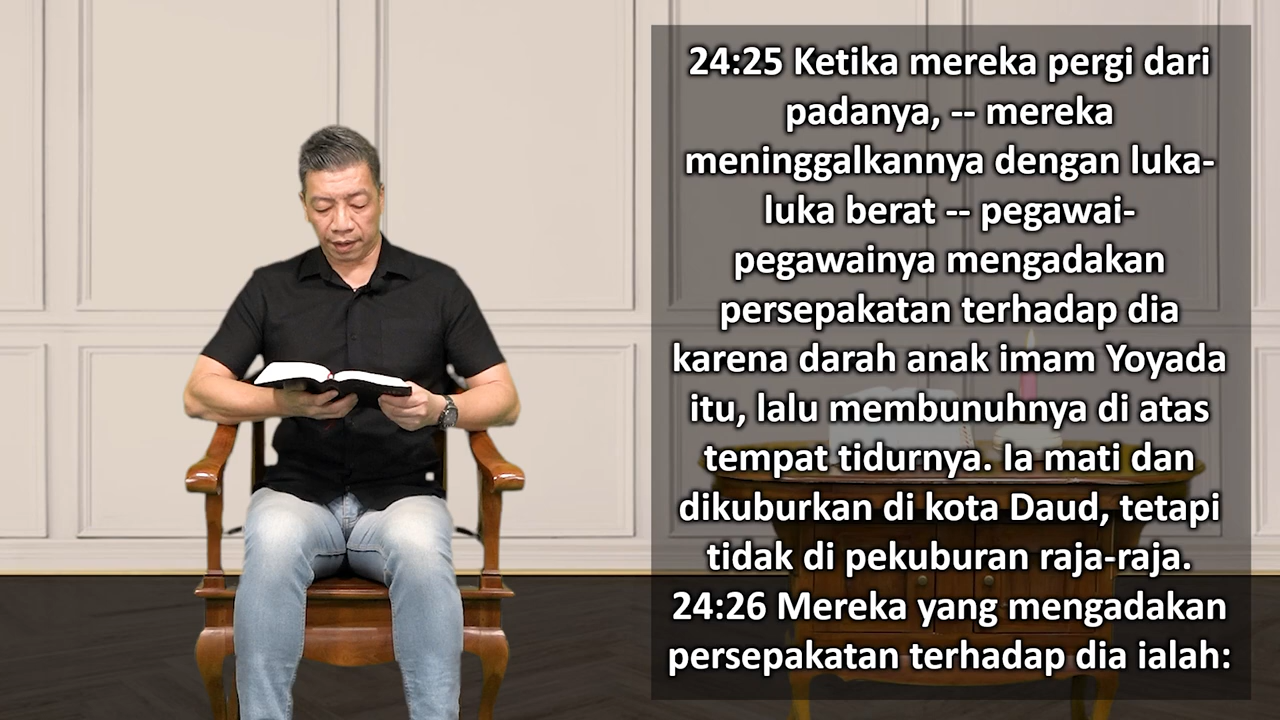 24:25 Ketika mereka pergi dari
padanya, -- mereka
meninggalkannya dengan luka-
luka berat -- pegawai-
pegawainya mengadakan
persepakatan terhadap dia
karena darah anak imam Yoyada
itu, lalu membunuhnya di atas
tempat tidurnya. Ia mati dan
dikuburkan di kota Daud, tetapi
tidak di pekuburan raja-raja.
24:26 Mereka yang mengadakan
persepakatan terhadap dia ialah: